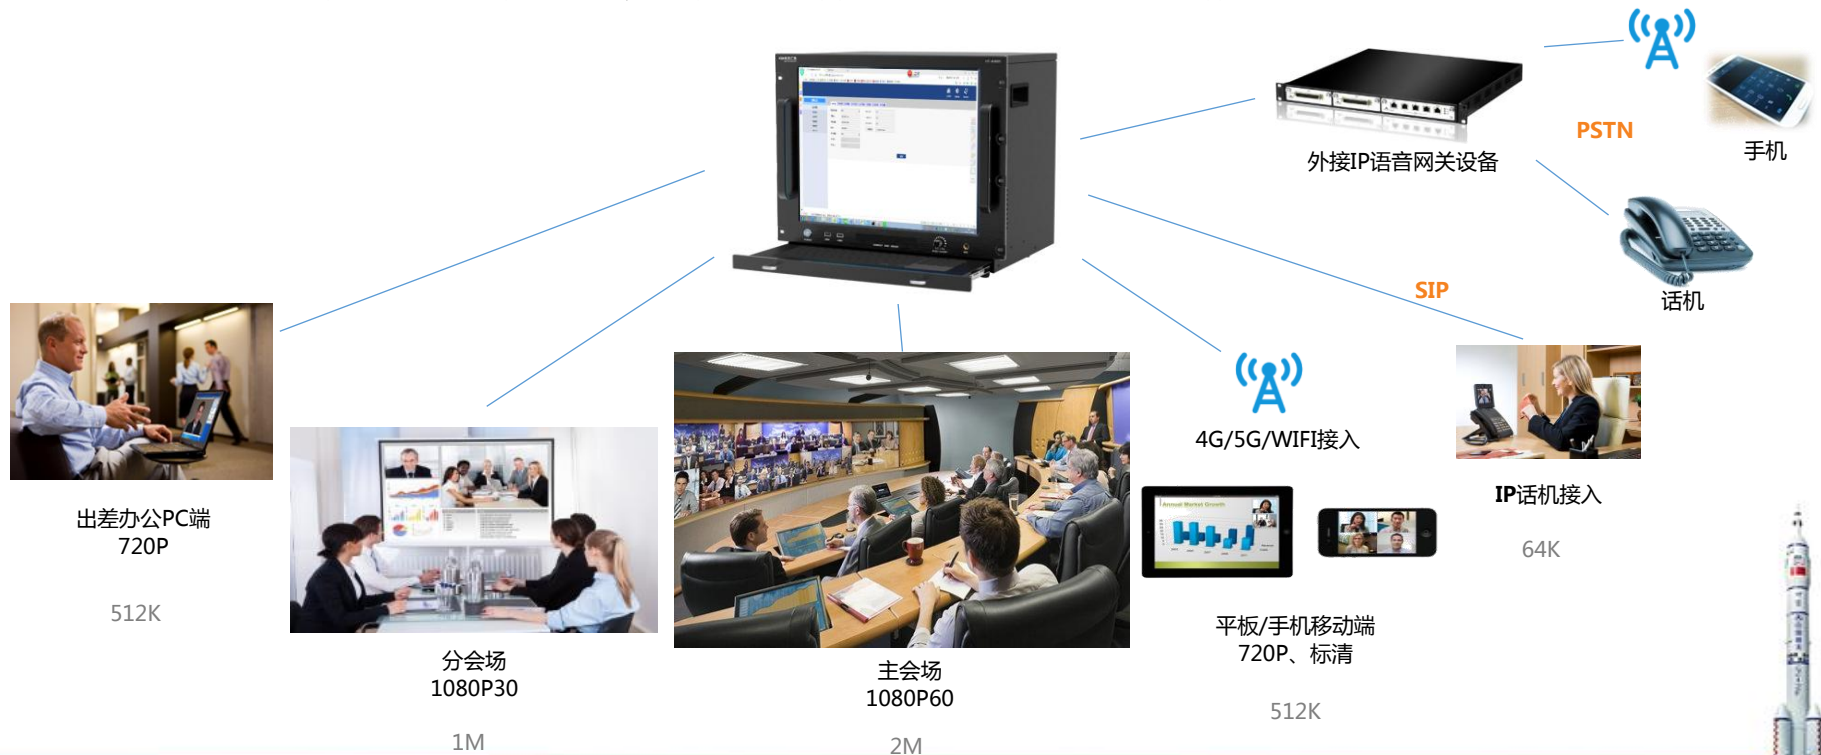 PSTN
手机
外接IP语音网关设备
话机
SIP
4G/5G/WIFI接入
IP话机接入
64K
出差办公PC端
720P
512K
分会场
1080P30
1M
主会场
1080P60
2M
Annual Market Growth
平板/手机移动端
720P、标清
512K